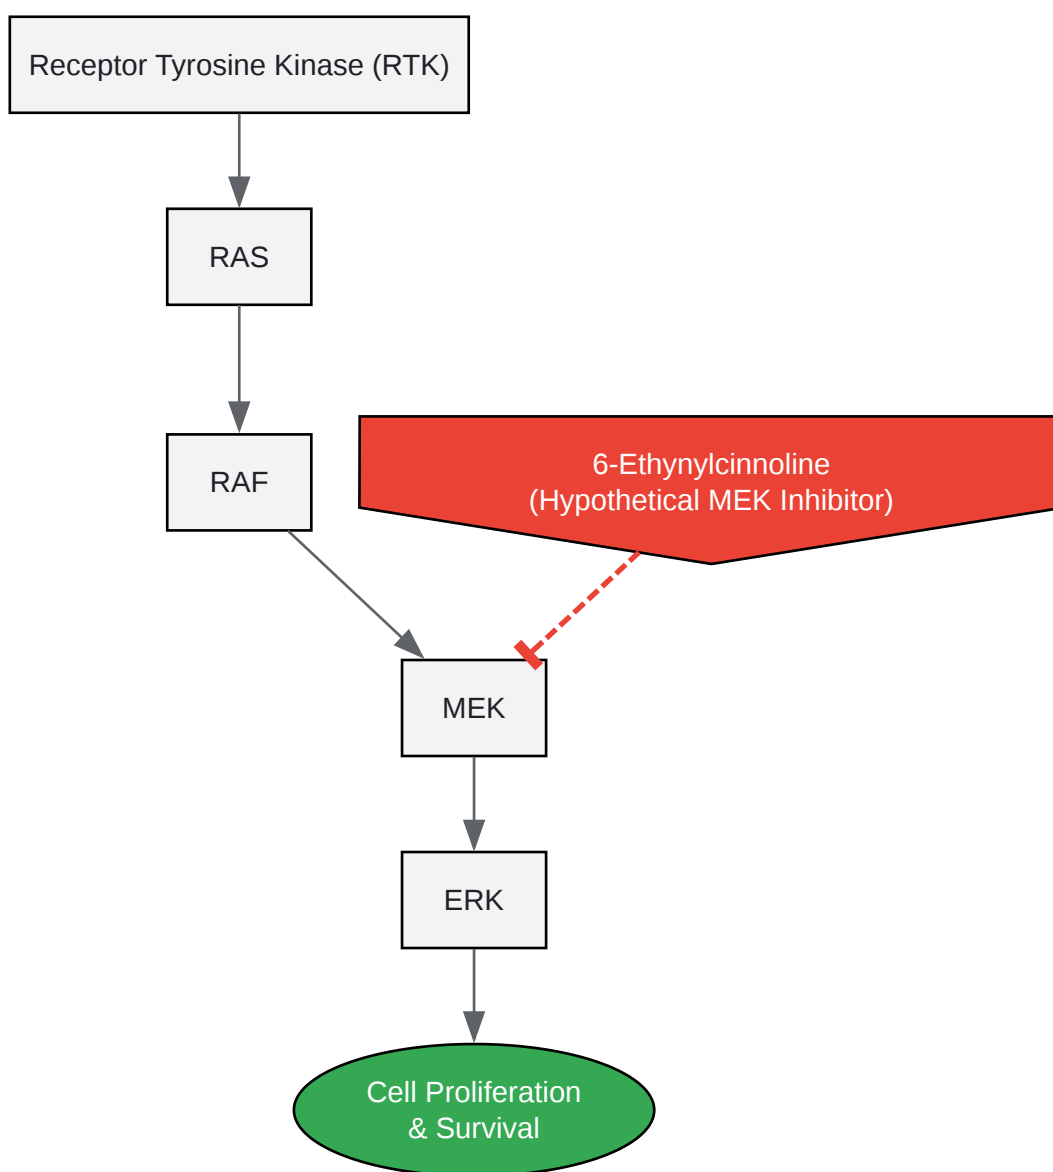 Receptor Tyrosine Kinase (RTK)
RAS
RAF
6-Ethynylcinnoline
(Hypothetical MEK Inhibitor)
MEK
ERK
Cell Proliferation
& Survival